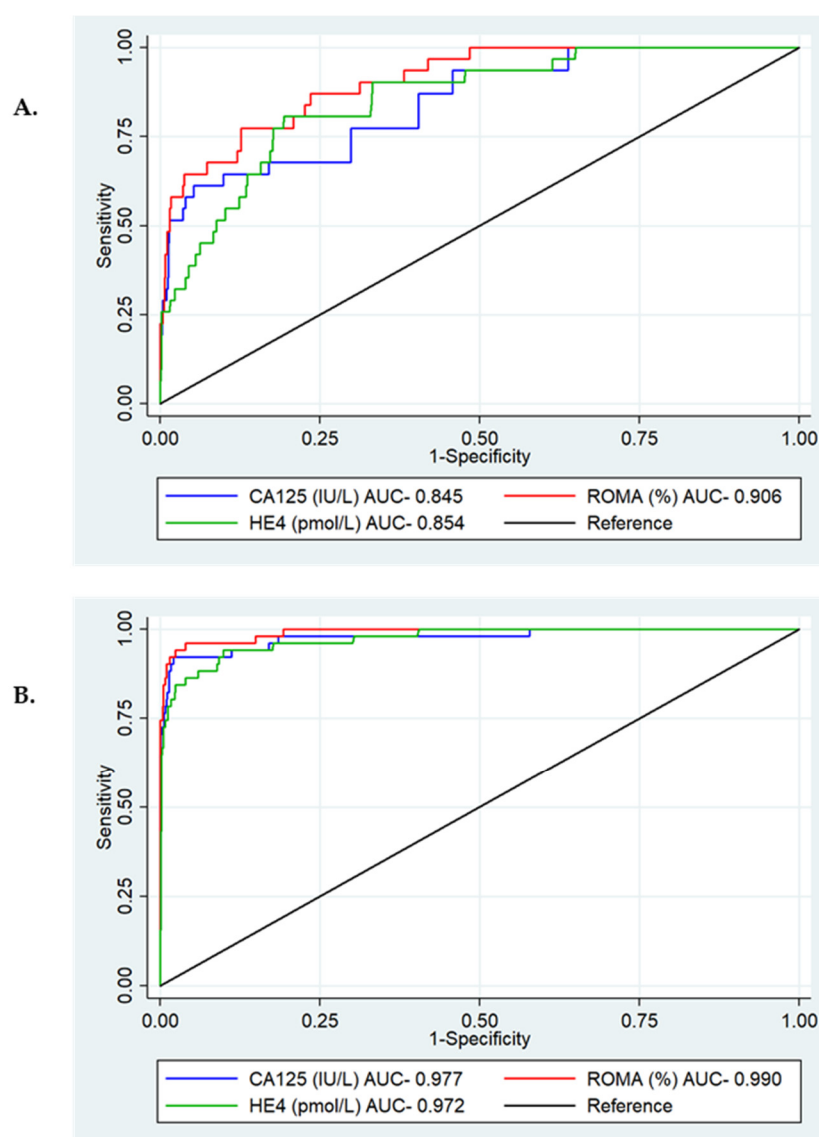 A.
1.00
0.75
Sensitivity
0.50
0.25
0.00
0.00 0.25 0.50 0.75 1.00
1-Specificity
CA125 (IU/L) AUC- 0.845 ROMA (%) AUC- 0.906
HE4 (pmol/L) AUC- 0.854 Reference
B.
1.00
0.75
Sensitivity
0.50
0.25
0.00
0.00 0.25 0.50 0.75 1.00
1-Specificity
CA125 (IU/L) AUC- 0.977 ROMA (%) AUC- 0.990
HE4 (pmol/L) AUC- 0.972 Reference